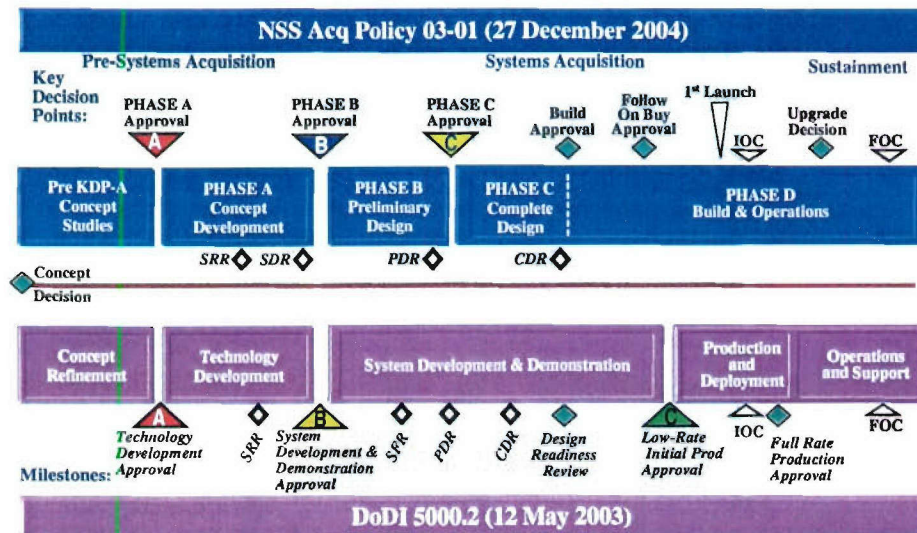 NSS Acq Policy 03-01 (27 December 2004)
Pre-Systems Acquisition
Systems Acquisition
Sustainment
Key
Decision
Points:
PHASE A
Approval
A
PHASE B
Approval
B
PHASE C
Approval
C
Build
Approval
Follow
On Buy
Approval
1st Launch
IOC
Upgrade
Decision
FOC
Pre KDP-A
Concept
Studies
PHASE A
Concept
Development
PHASE B
Preliminary
Design
PHASE C
Complete
Design
PHASE D
Build & Operations
SRR
SDR
PDR
CDR
Concept
Decision
Concept
Refinement
Technology
Development
System Development & Demonstration
Production
and
Deployment
Operations
and Support
A
Technology
Development
Approval
SRR
B
System
Development &
Demonstration
Approval
SFR
PDR
CDR
Design
Readiness
Review
C
Low-Rate
Initial Prod
Approval
IOC
Full Rate
Production
Approval
FOC
Milestones:
DoDI 5000.2 (12 May 2003)